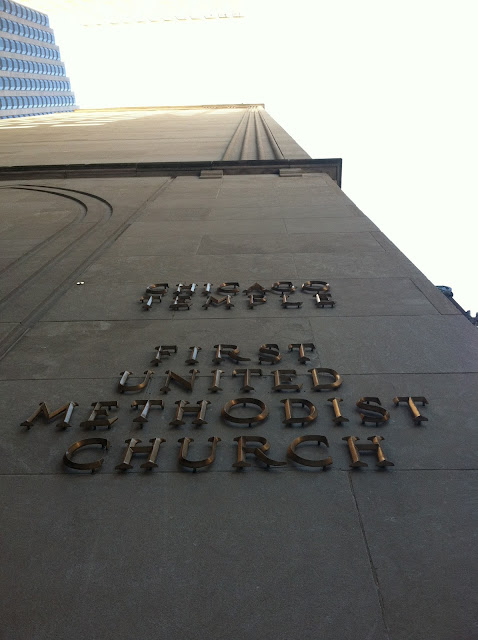 CHICAGO
TEMPLE
FIRST
UNITED
METHODIST
CHURCH